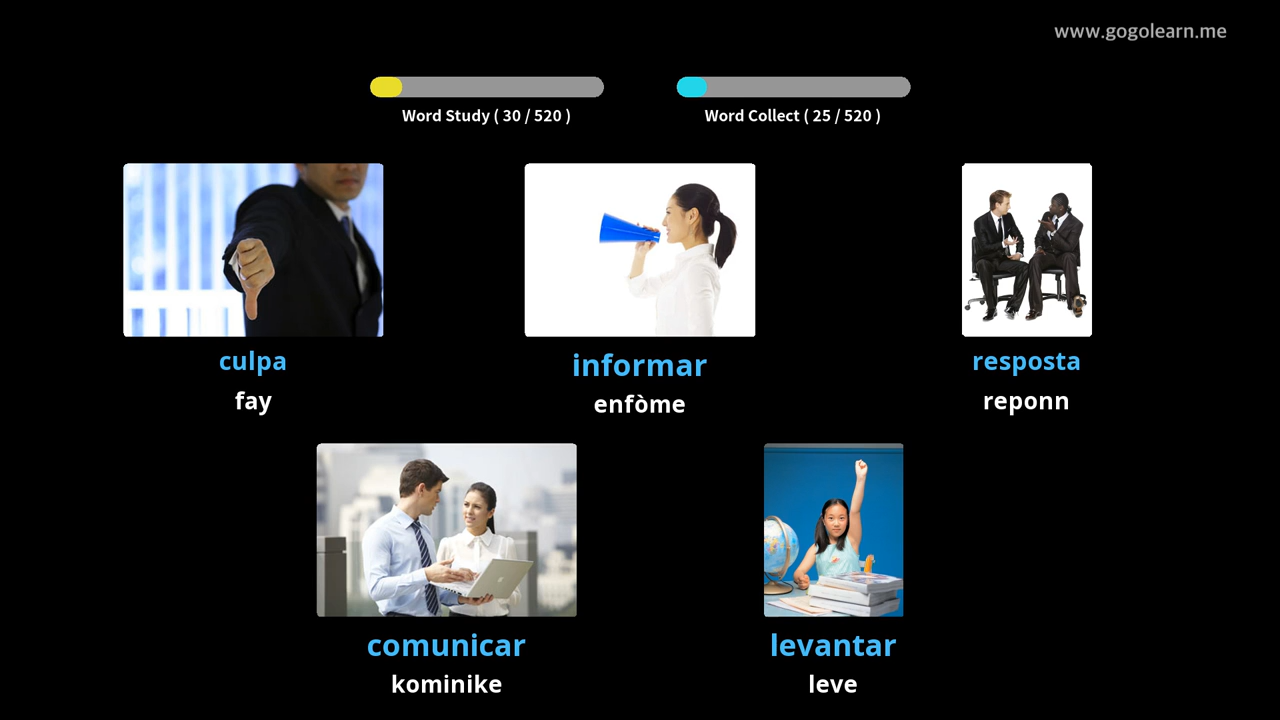 www.gogolearn.me
Word Study ( 30 / 520 )
Word Collect ( 25 / 520 )
culpa
fay
informar
enfòme
resposta
reponn
comunicar
kominike
levantar
leve